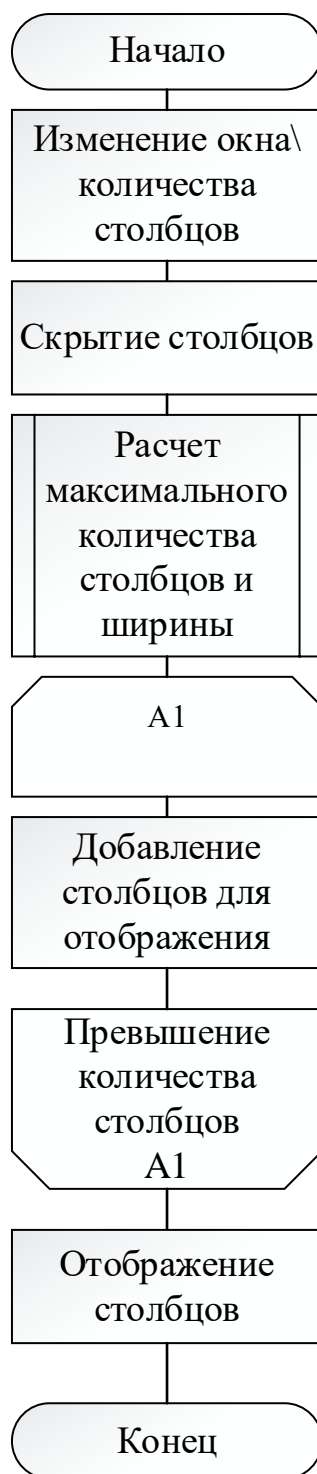 Начало
Изменение окна\
количества
столбцов
Скрытие столбцов
Расчет
максимального
количества
столбцов и
ширины
А1
Добавление
столбцов для
отображения
Превышение
количества
столбцов
А1
Отображение
столбцов
Конец